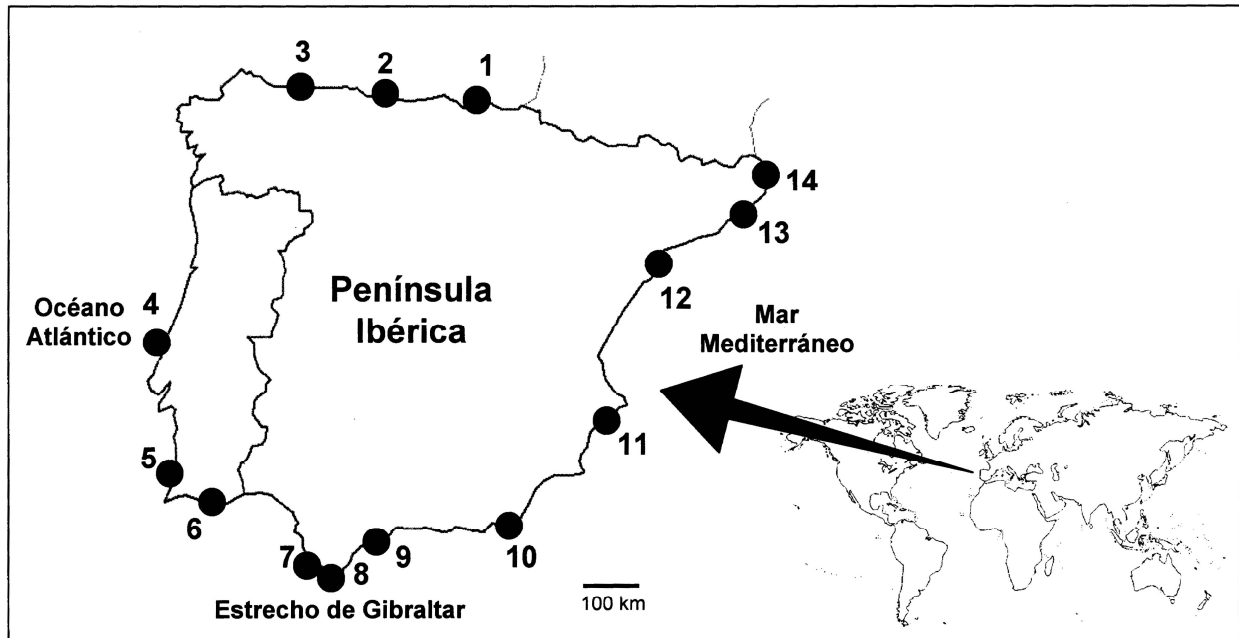 3
2
1
14
13
12
Península
Ibérica
4
Océano
Atlántico
Mar
Mediterráneo
11
5
6
7
8
9
10
Estrecho de Gibraltar
100 km